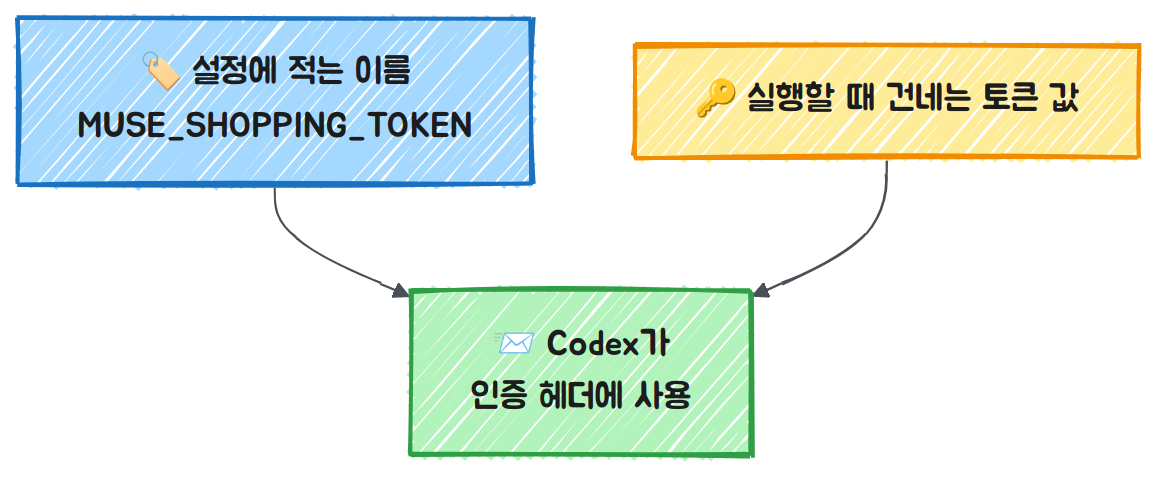 🏷️ 설정에 적는 이름
MUSE_SHOPPING_TOKEN
🔑 실행할 때 건네는 토큰 값
📨 Codex가
인증 헤더에 사용